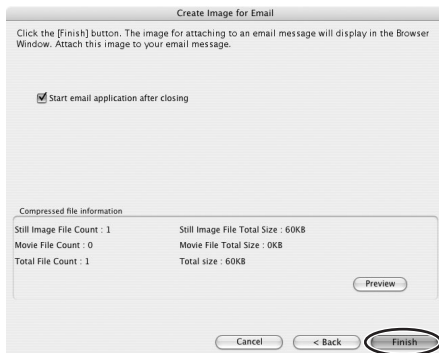 Create Image for Email
Click the [Finish] button. The image for attaching to an email message will display in the Browser
Window. Attach this image to your email message.
Start email application after closing
Compressed file information
Still Image File Count : 1 Still Image File Total Size : 60KB
Movie File Count : 0 Movie File Total Size : 0KB
Total File Count : 1 Total size : 60KB
Preview
Cancel < Back Finish